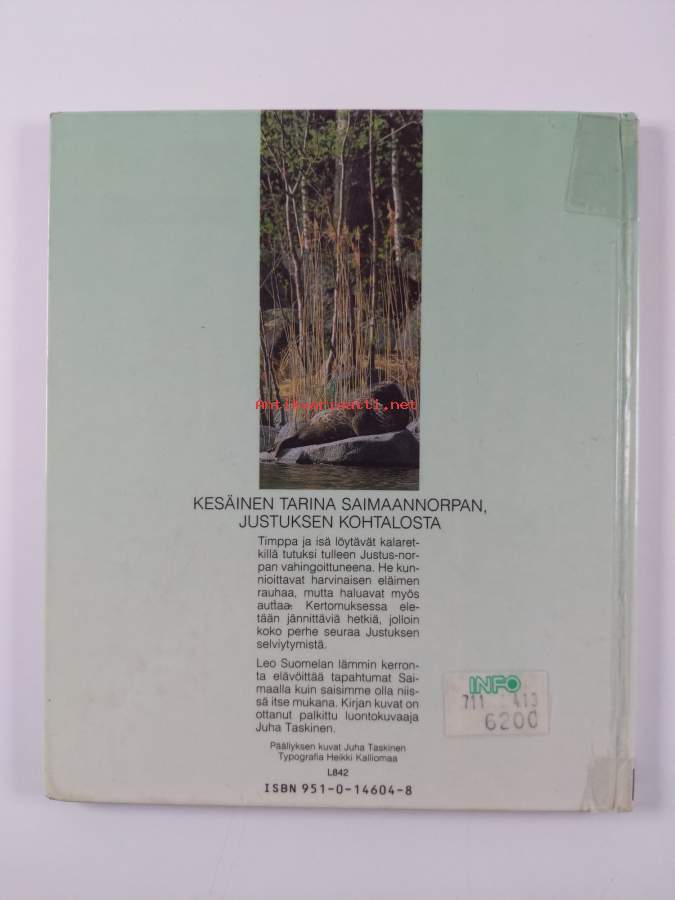 Antikvariaatti.net
KESÄINEN TARINA SAIMAANNORPAN,
JUSTUKSEN KOHTALOSTA
Timppa ja isä löytävät kalaret-
killä tutuksi tulleen Justus-nor-
pan vahingoittuneena. He kun-
nioittavat harvinaisen eläimen
rauhaa, mutta haluavat myös
auttaa. Kertomuksessa ele-
tään jännittäviä hetkiä, jolloin
koko perhe seuraa Justuksen
selviytymistä.
Leo Suomelan lämmin kerron-
ta elävöittää tapahtumat Sai-
maalla kuin saisimme olla niis-
sä itse mukana. Kirjan kuvat on
ottanut palkittu luontokuvaaja
Juha Taskinen.
INFO
711 413
6200
Päällyksen kuvat Juha Taskinen
Typografia Heikki Kalliomaa
L842
ISBN 951-0-14604-8